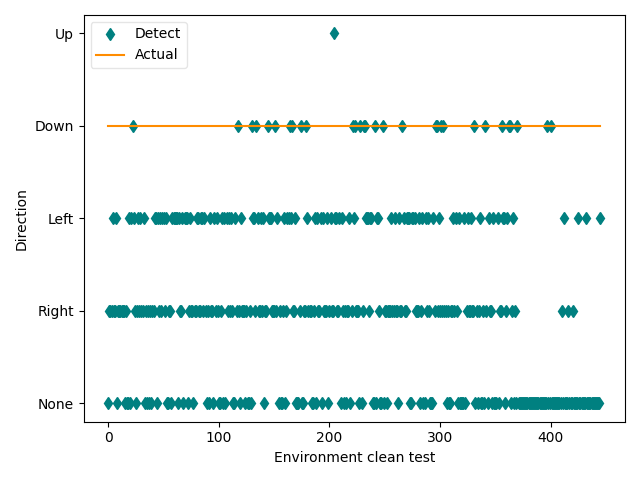 Detect
Actual
Up
Down
Left
Right
None
Direction
0
100
200
300
400
Environment clean test